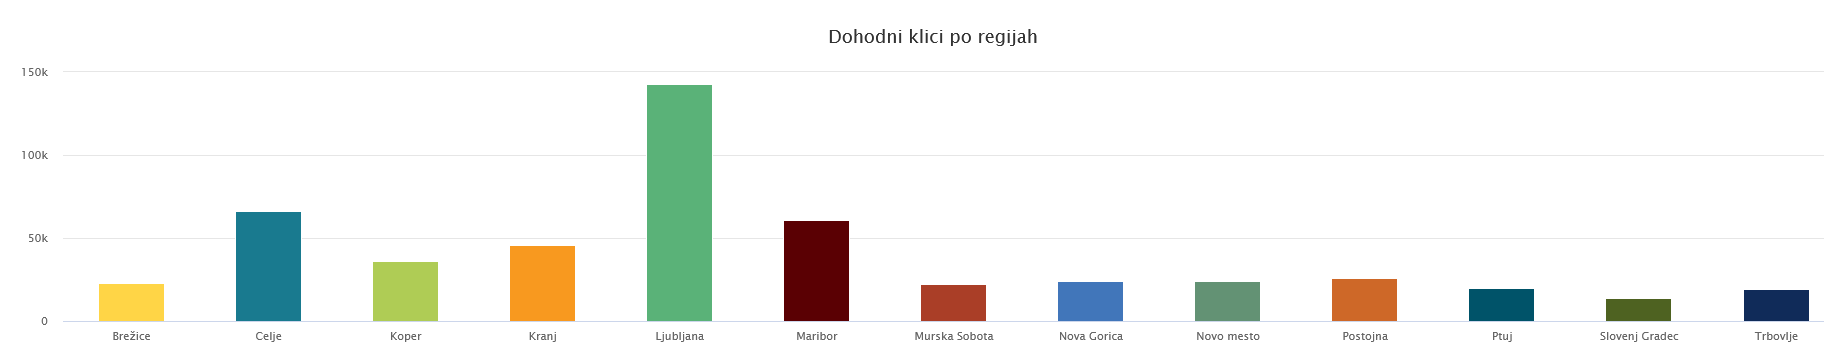 Dohodni klici po regijah
150k
100k
50k
0
Brežice Celje Koper Kranj Ljubljana Maribor Murska Sobota Nova Gorica Novo mesto Postojna Ptuj Slovenj Gradec Trbovlje